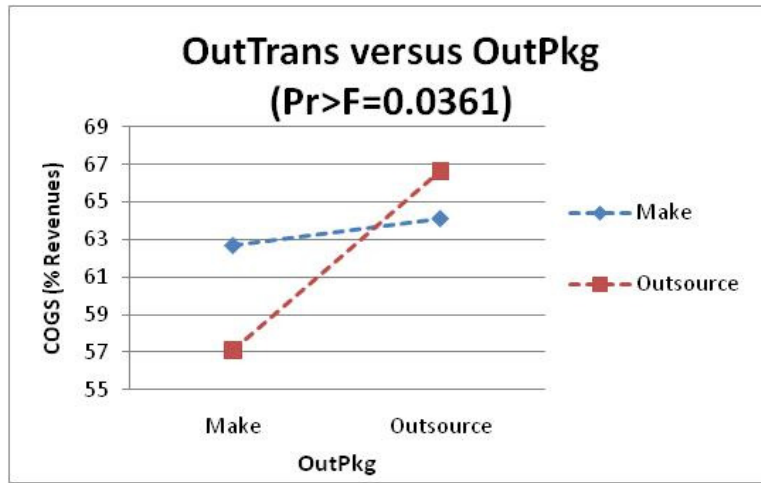 OutTrans versus OutPkg
(Pr>F=0.0361)
69
67
65
63
61
59
57
55
COGS (% Revenues)
Make
Outsource
OutPkg
Make
Outsource